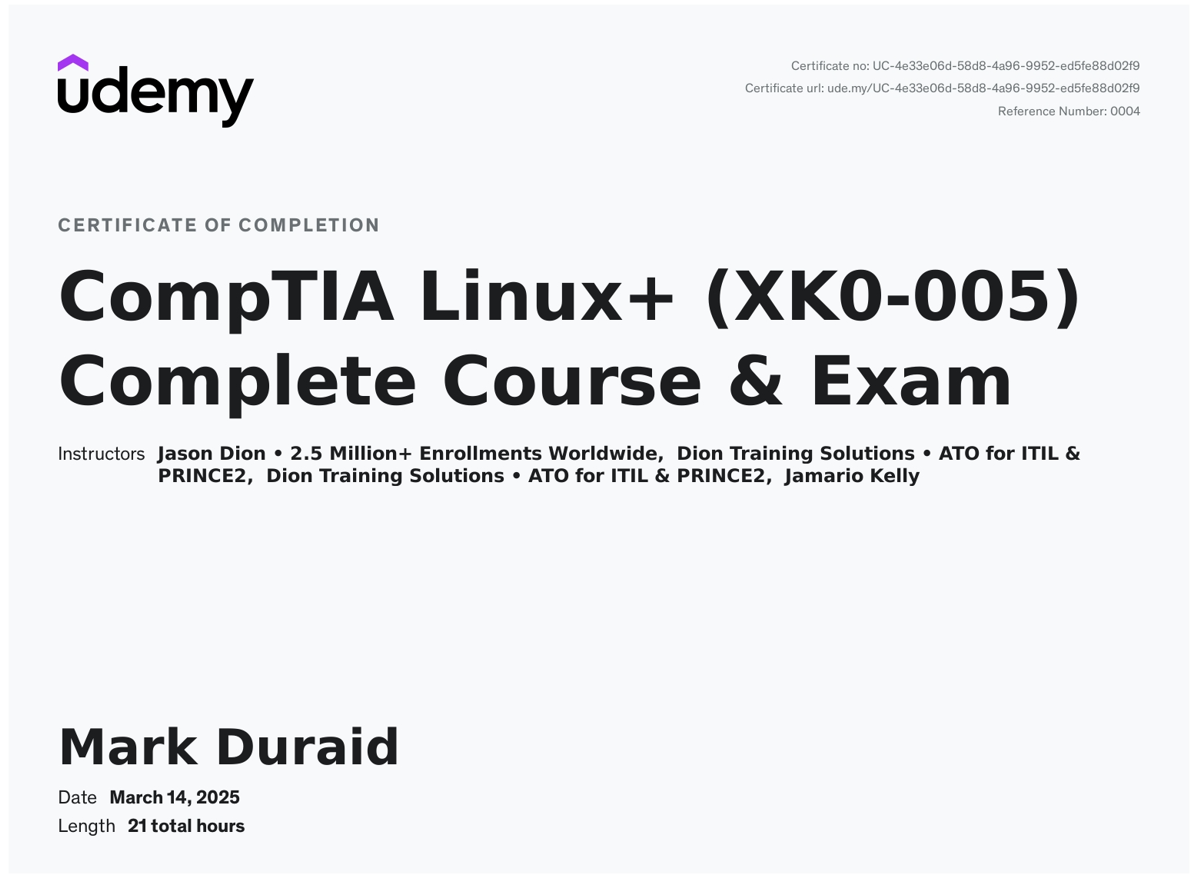 udemy
Certificate no: UC-4e33e06d-58d8-4a96-9952-ed5fe88d02f9
Certificate url: ude.my/UC-4e33e06d-58d8-4a96-9952-ed5fe88d02f9
Reference Number: 0004
CERTIFICATE OF COMPLETION
CompTIA Linux+ (XK0-005)
Complete Course & Exam
Instructors Jason Dion • 2.5 Million+ Enrollments Worldwide, Dion Training Solutions • ATO for ITIL &
PRINCE2, Dion Training Solutions • ATO for ITIL & PRINCE2, Jamario Kelly
Mark Duraid
Date March 14, 2025
Length 21 total hours